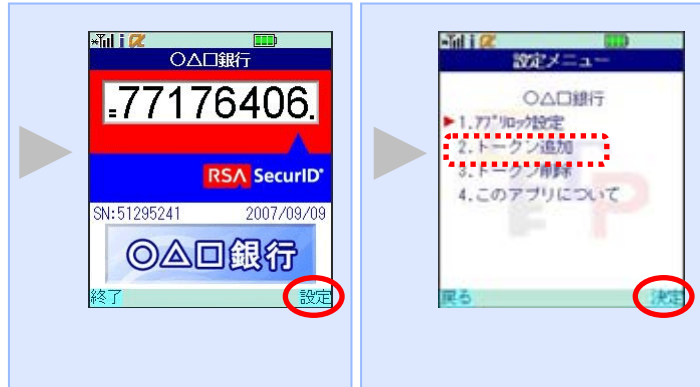 ○△口銀行
77176406.
RSA SecurID
SN:51295241 2007/09/09
◎△口銀行
終了 設定
設定メニュー
○△口銀行
1.アプリロック設定
2.トークン追加
3.トークン削除
4.このアプリについて
戻る 決定